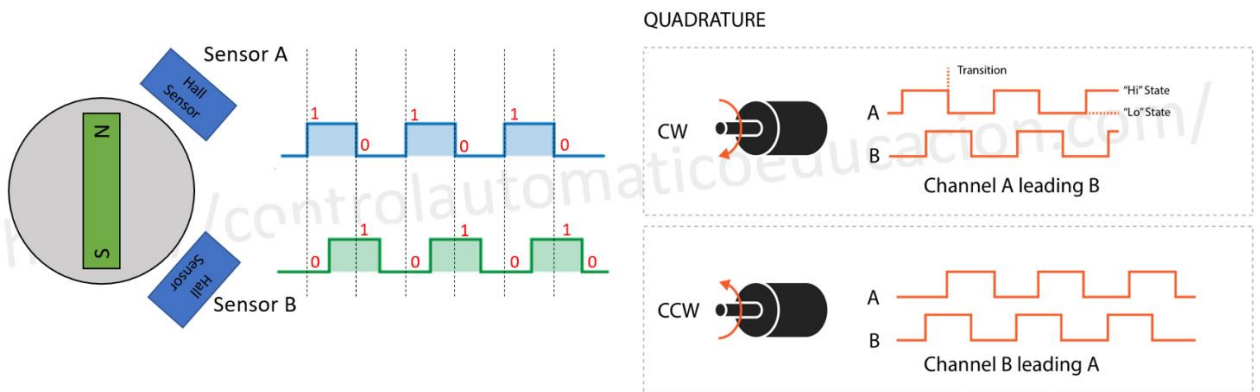 Sensor A
Hall
Sensor
N
S
Hall
Sensor
Sensor B
1 0 1 0 1 0
0 1 0 1 0 1 0
QUADRATURE
Transition
"Hi" State
"Lo" State
A
B
CW
Channel A leading B
A
B
CCW
Channel B leading A
/controlautomaticoeducacion.com/